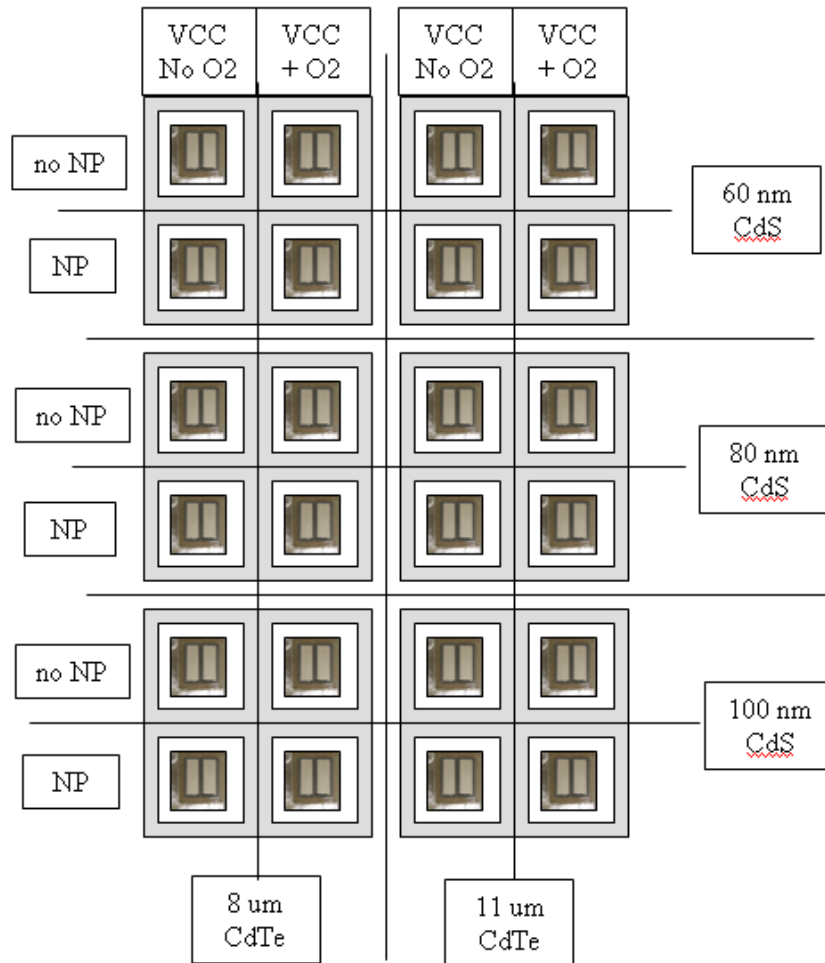 VCC
No O2
VCC
+ O2
VCC
No O2
VCC
+ O2
no NP
60 nm
CdS
NP
no NP
80 nm
CdS
NP
no NP
100 nm
CdS
NP
8 um
CdTe
11 um
CdTe